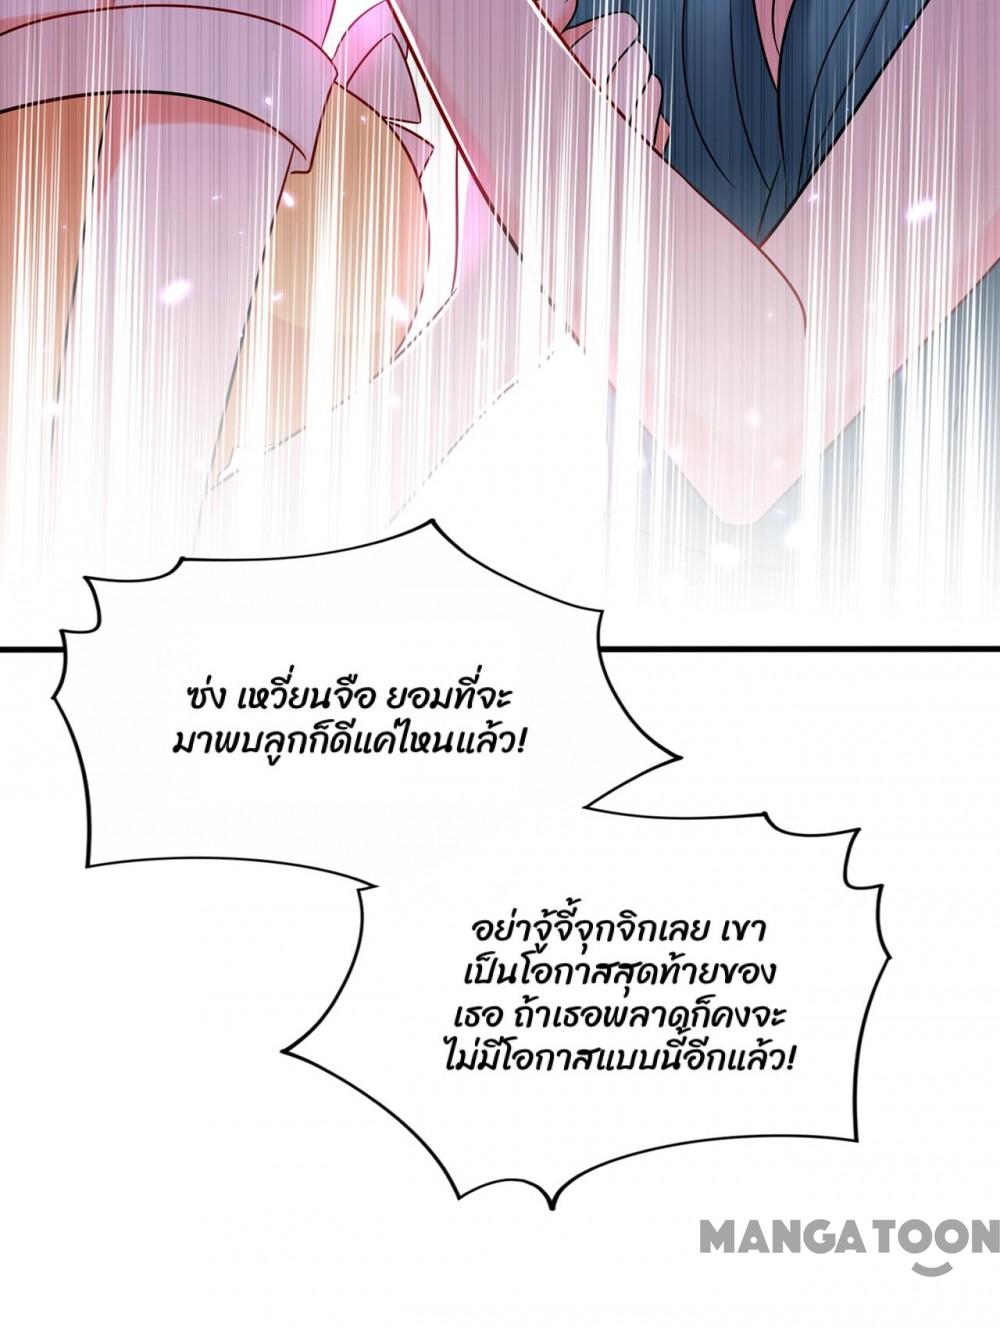 ซ่ง เหวี่ยนจือ ยอมที่จะ
มาพบลูกก็ดีแค่ไหนแล้ว!
อย่าจู้จี้จุกจิกเลย เขา
เป็นโอกาสสุดท้ายของ
เธอ ถ้าเธอพลาดก็คงจะ
ไม่มีโอกาสแบบนี้อีกแล้ว!
MANGATOON